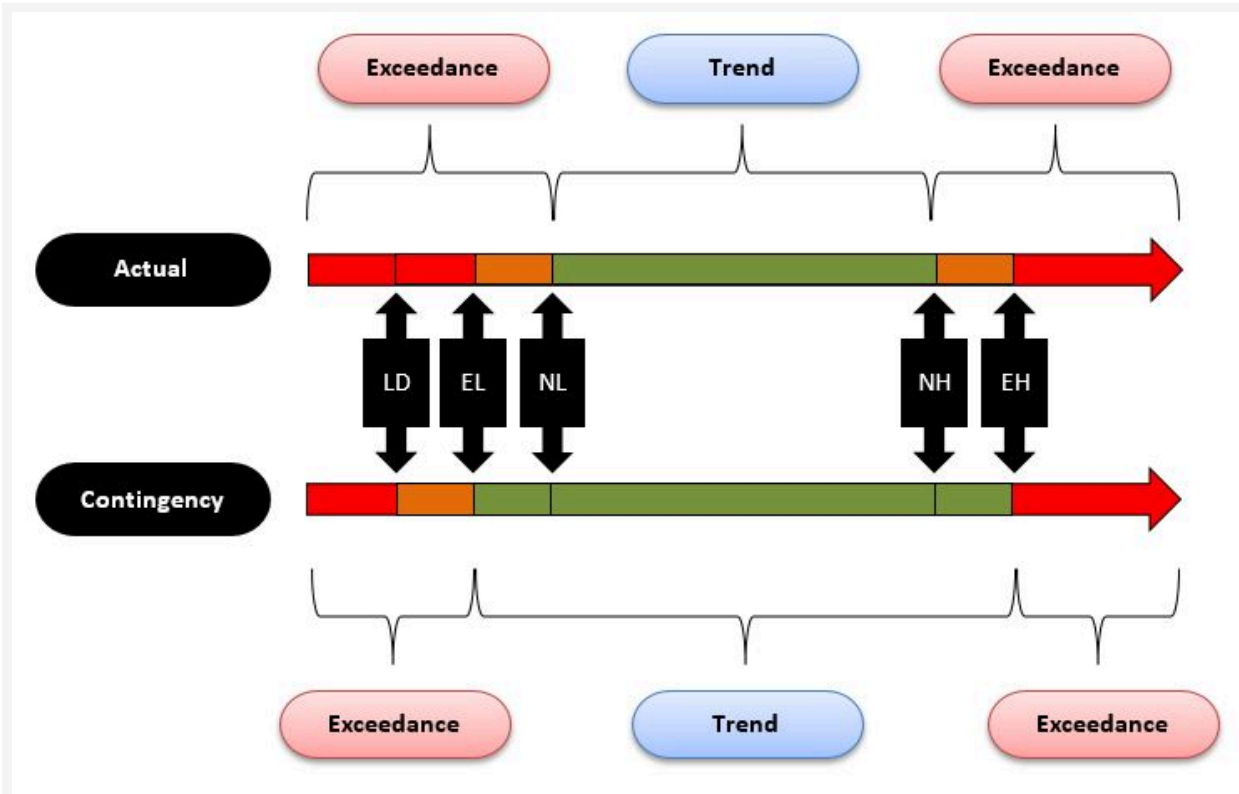 Exceedance
Trend
Exceedance
Actual
LD
EL
NL
NH
EH
Contingency
Exceedance
Trend
Exceedance